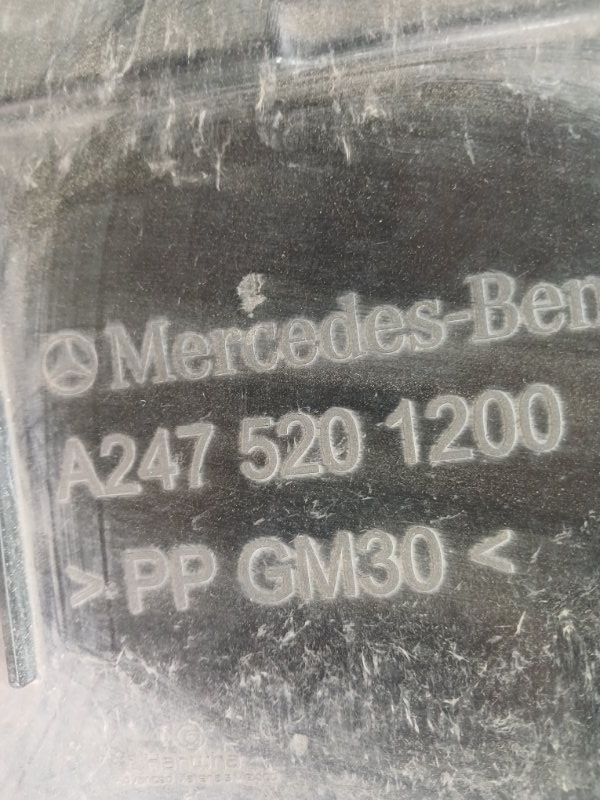 Mercedes-Ben
A247 520 1200
> PP GM30 <